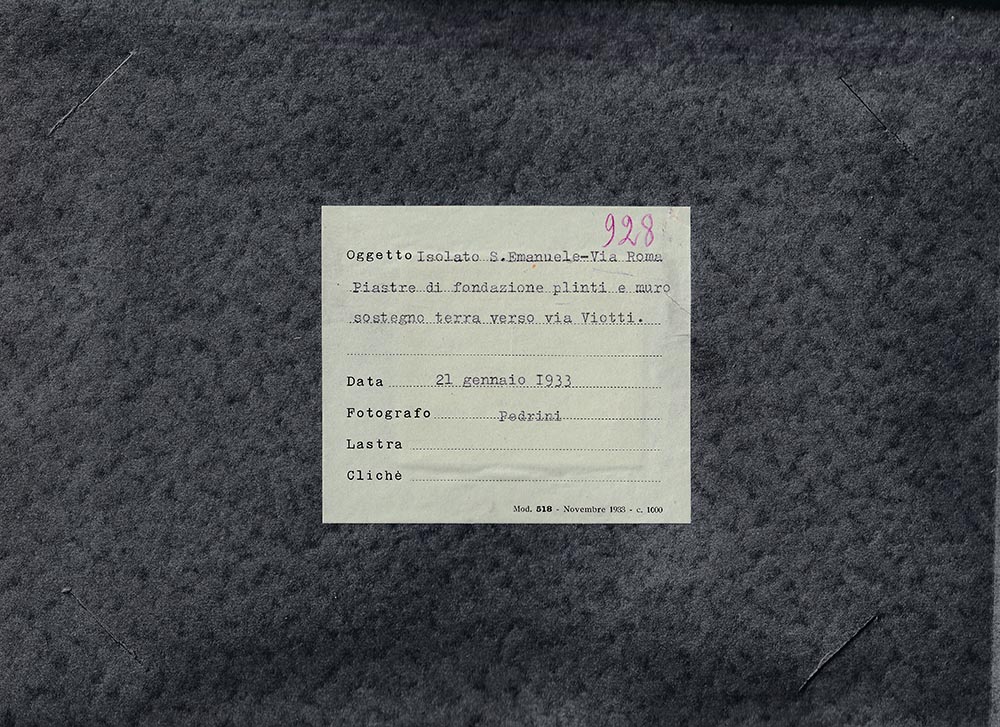 928
Oggetto Isolato S.Emanuele-Via Roma
Piastre di fondazione plinti e muro
sostegno terra verso via Viotti.
Data 21 gennaio I933
Fotografo Pedrini
Lastra
Clichè
Mod. 518 - Novembre 1933 - c. 1000